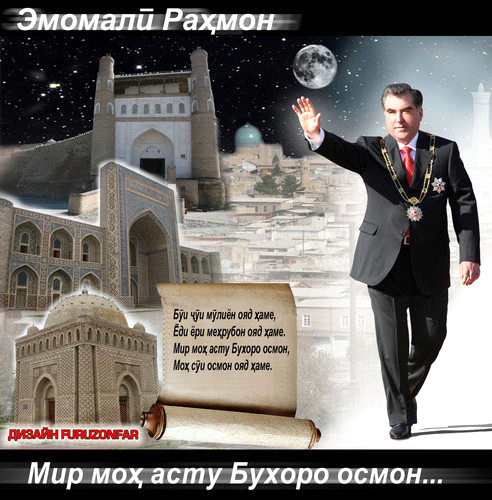 Эмомалӣ Раҳмон
Бӯи ҷӯи мӯлиён ояд ҳаме,
Ёди ёри меҳрубон ояд ҳаме.
Мир моҳ асту Бухоро осмон,
Моҳ сӯи осмон ояд ҳаме.
ДИЗАЙН FURUZONFAR
Мир моҳ асту Бухоро осмон...